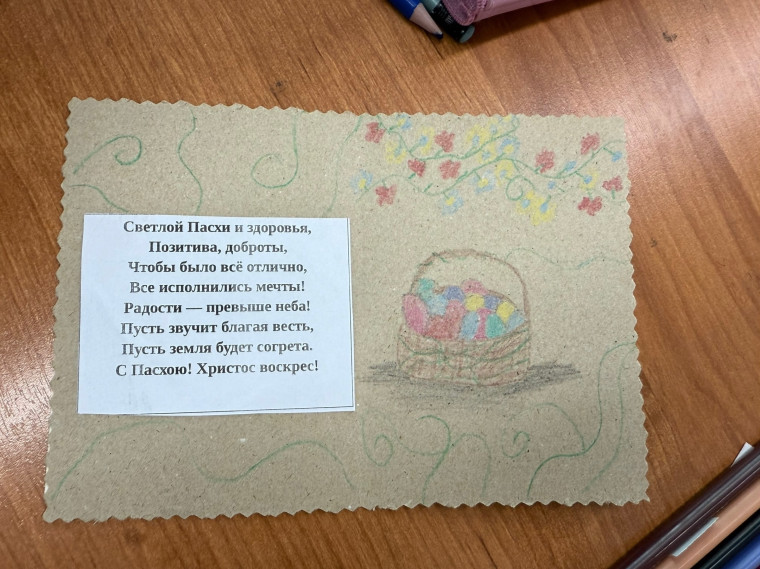 Светлой Пасхи и здоровья,
Позитива, доброты,
Чтобы было всё отлично,
Все исполнились мечты!
Радости — превыше неба!
Пусть звучит благая весть,
Пусть земля будет согрета.
С Пасхою! Христос воскрес!